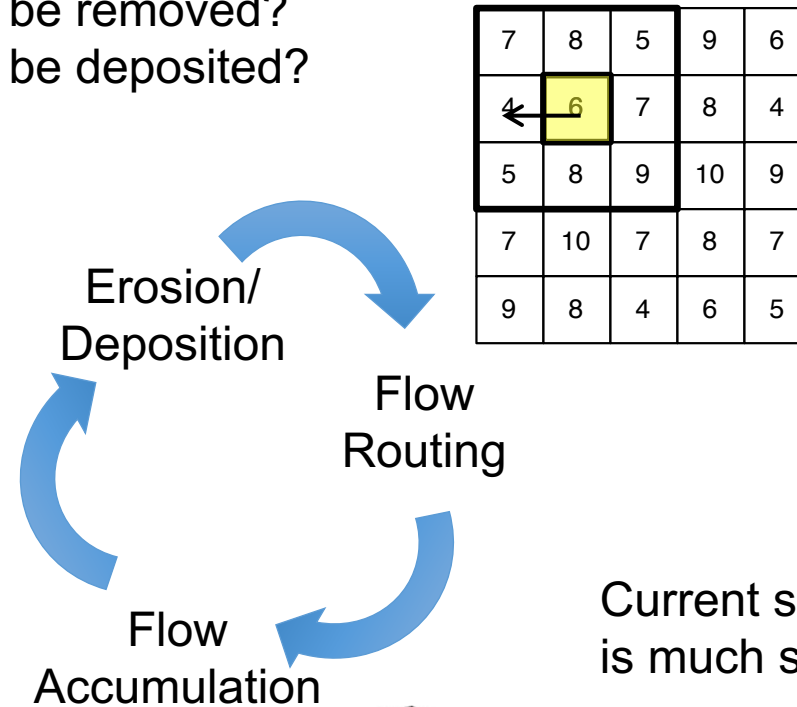 be removed?
be deposited?
7 8 5 9 6
4 6 7 8 4
5 8 9 10 9
7 10 7 8 7
9 8 4 6 5
Erosion/
Deposition
Flow
Routing
Flow
Accumulation
Current s
is much s